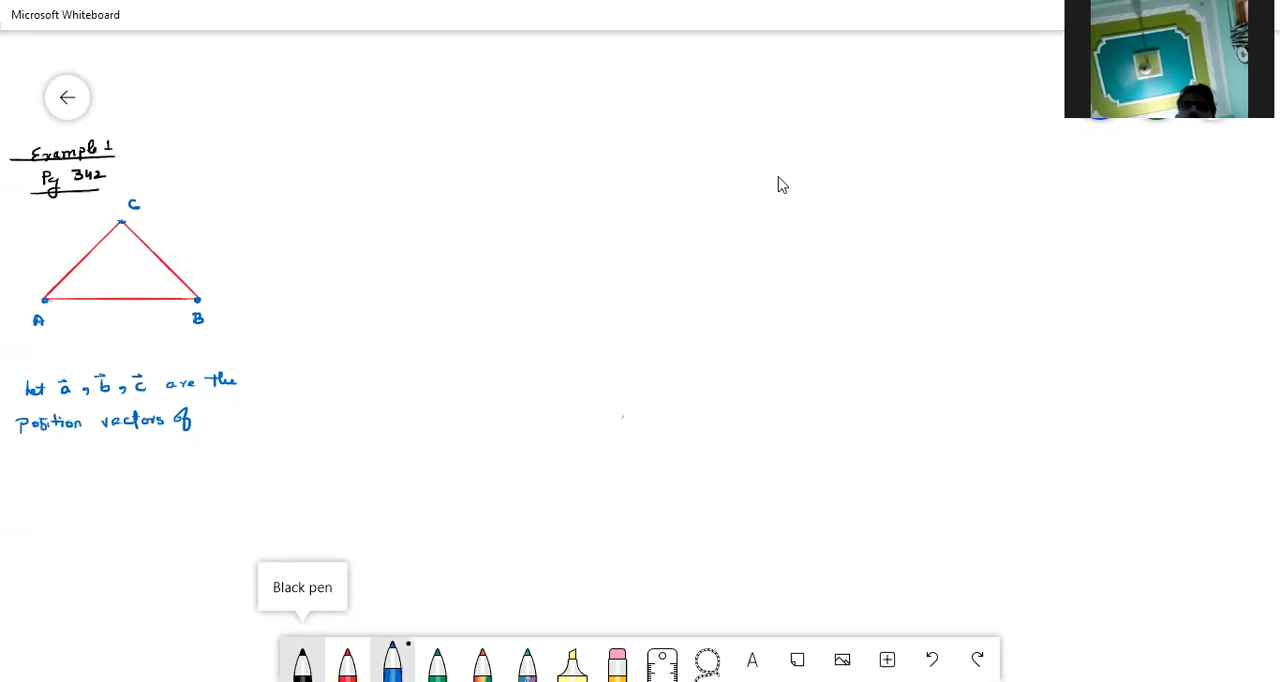 Microsoft Whiteboard
Example 1
Pg 342
C
A B
Let a⃗, b⃗, c⃗ are the
Position vectors of
Black pen
A